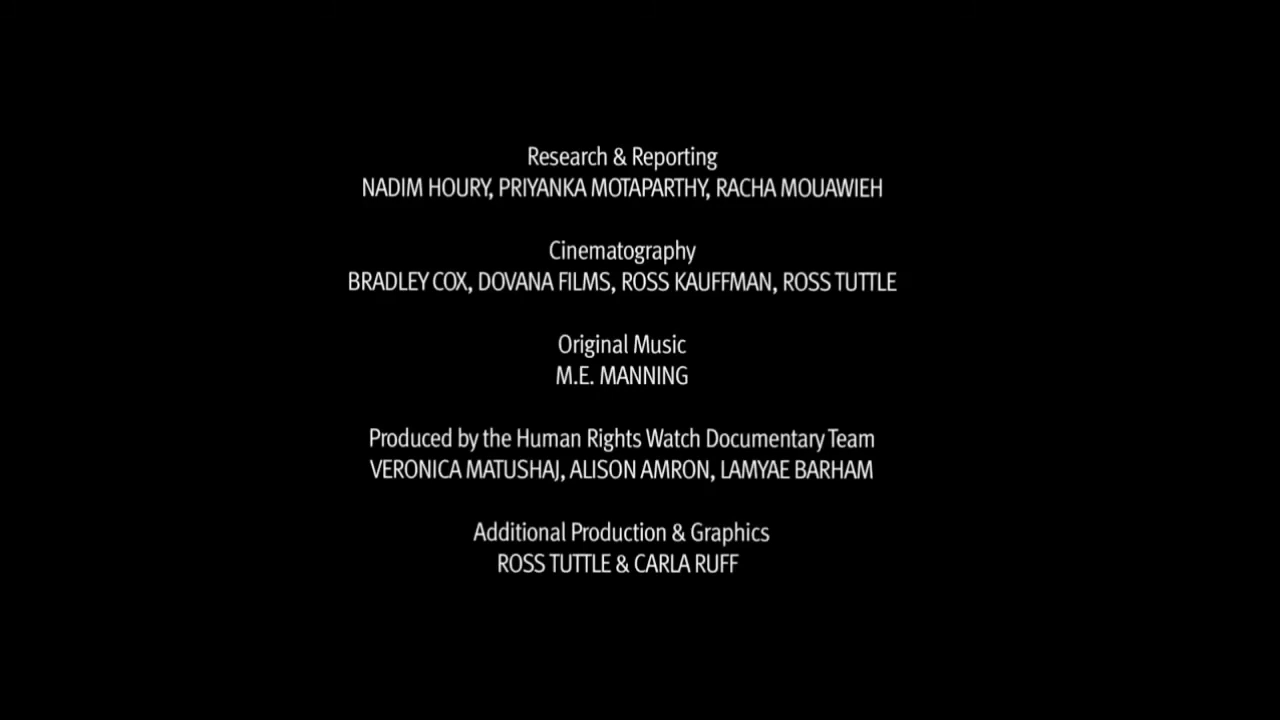 Research & Reporting
NADIM HOURY, PRIYANKA MOTAPARTHY, RACHA MOUAWIEH
Cinematography
BRADLEY COX, DOVANA FILMS, ROSS KAUFFMAN, ROSS TUTTLE
Original Music
M.E. MANNING
Produced by the Human Rights Watch Documentary Team
VERONICA MATUSHAJ, ALISON AMRON, LAMYAE BARHAM
Additional Production & Graphics
ROSS TUTTLE & CARLA RUFF